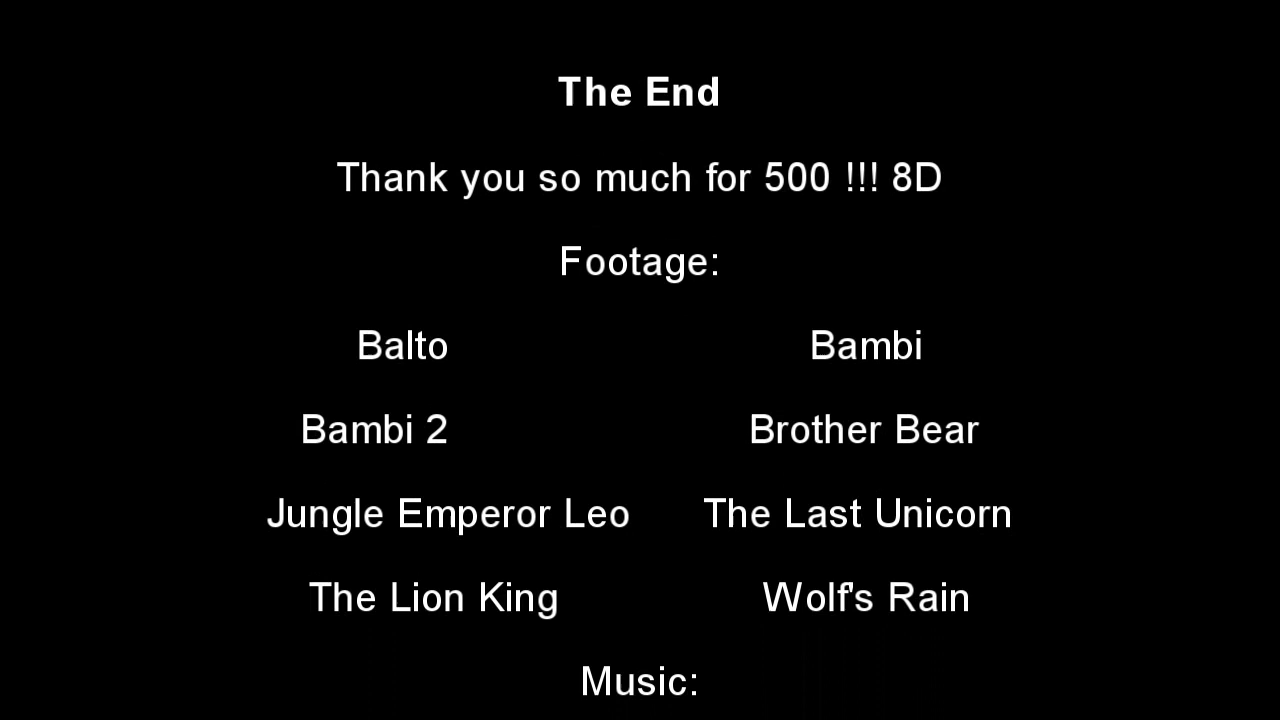 The End
Thank you so much for 500 !!! 8D
Footage:
Balto Bambi
Bambi 2 Brother Bear
Jungle Emperor Leo The Last Unicorn
The Lion King Wolf's Rain
Music: